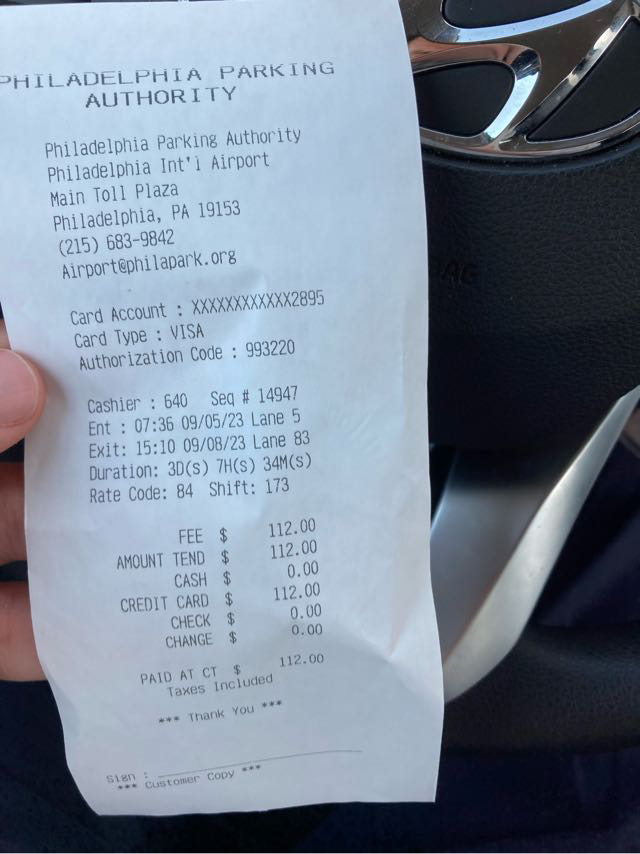 PHILADELPHIA PARKING
AUTHORITY
Philadelphia Parking Authority
Philadelphia Int'l Airport
Main Toll Plaza
Philadelphia, PA 19153
(215) 683-9842
Airport@philapark.org
Card Account : XXXXXXXXXXXX2895
Card Type : VISA
Authorization Code : 993220
Cashier : 640 Seq # 14947
Ent : 07:36 09/05/23 Lane 5
Exit: 15:10 09/08/23 Lane 83
Duration: 3D(s) 7H(s) 34M(s)
Rate Code: 84 Shift: 173
FEE $ 112.00
AMOUNT TEND $ 112.00
CASH $ 0.00
CREDIT CARD $ 112.00
CHECK $ 0.00
CHANGE $ 0.00
PAID AT CT $ 112.00
Taxes Included
*** Thank You ***
Sign :
*** Customer Copy ***